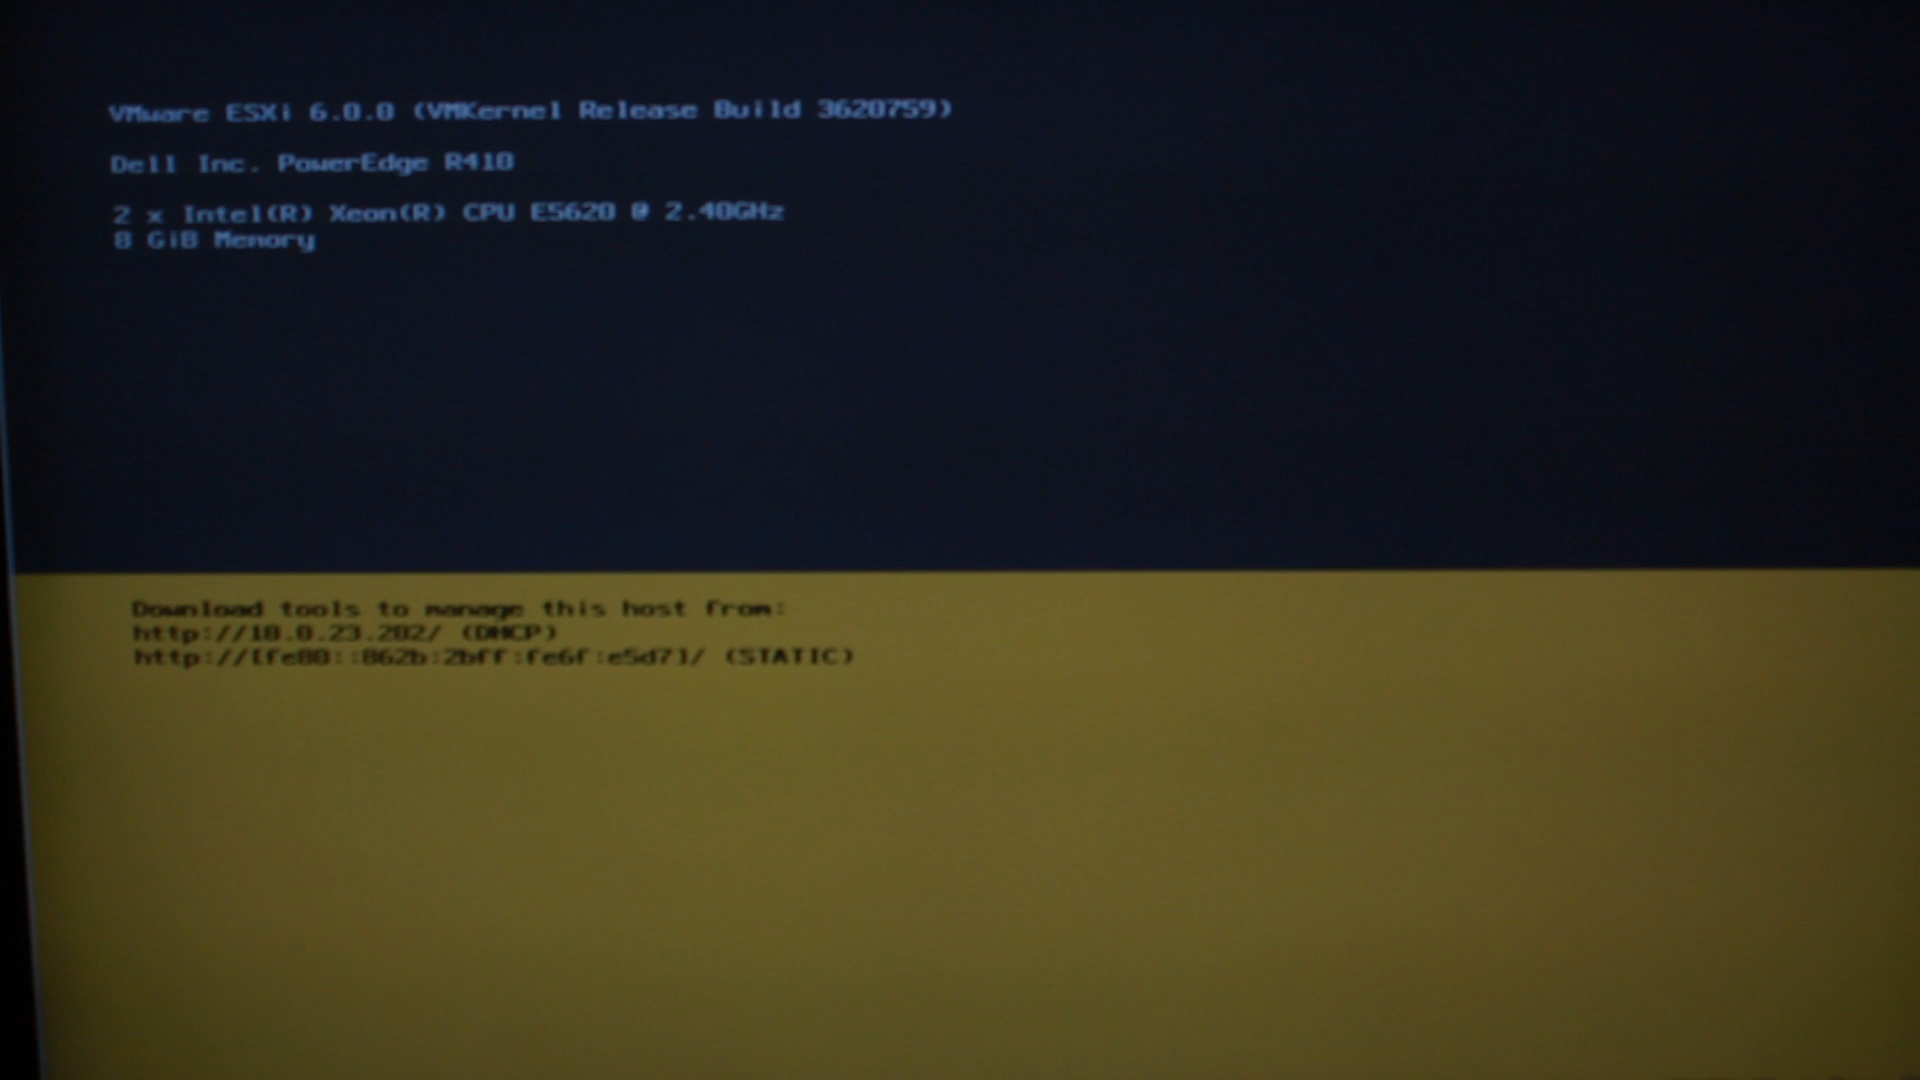 VMware ESXi 6.0.0 (VMKernel Release Build 3620759)
Dell Inc. PowerEdge R410
2 x Intel(R) Xeon(R) CPU E5620 @ 2.40GHz
8 GiB Memory
Download tools to manage this host from:
http://10.0.23.202/ (DHCP)
http://[fe80::862b:2bff:fe6f:e5d7]/ (STATIC)